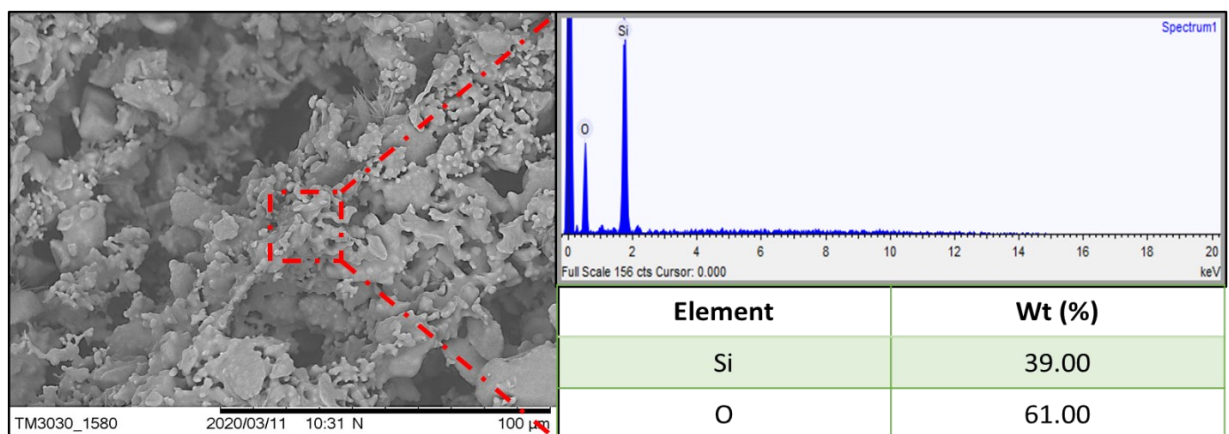 Spectrum1
Si
O
0 2 4 6 8 10 12 14 16 18 20
Full Scale 156 cts Cursor: 0.000 keV
Element Wt (%)
Si 39.00
O 61.00
TM3030_1580 2020/03/11 10:31 N 100 µm